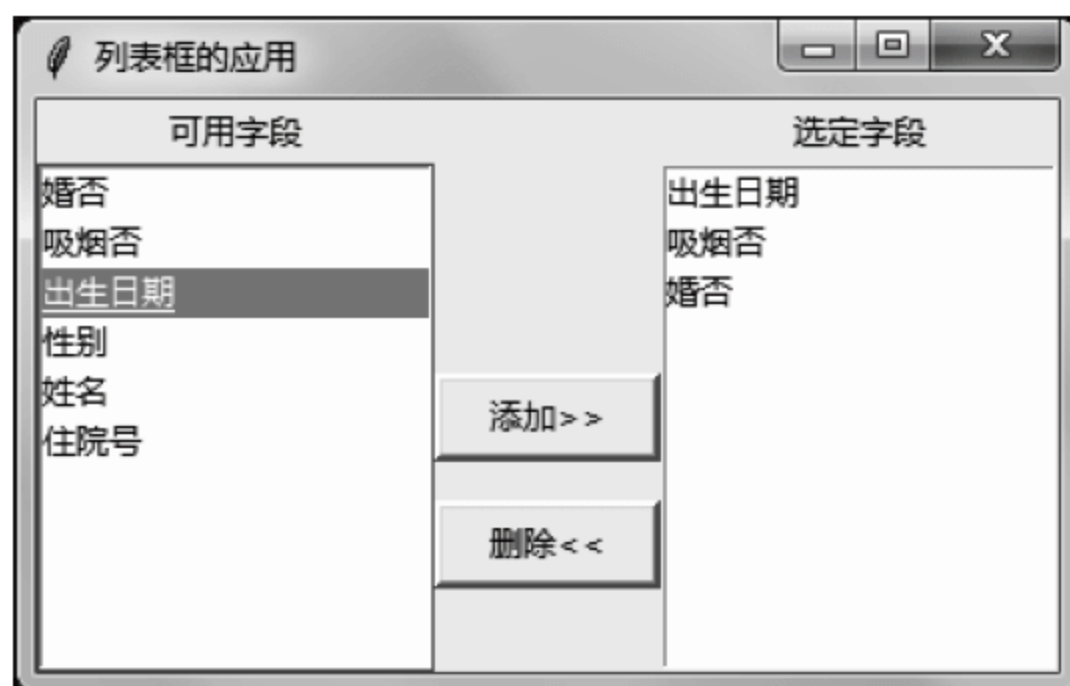 列表框的应用
可用字段
选定字段
婚否
吸烟否
出生日期
性别
姓名
住院号
添加>>
删除<<
出生日期
吸烟否
婚否